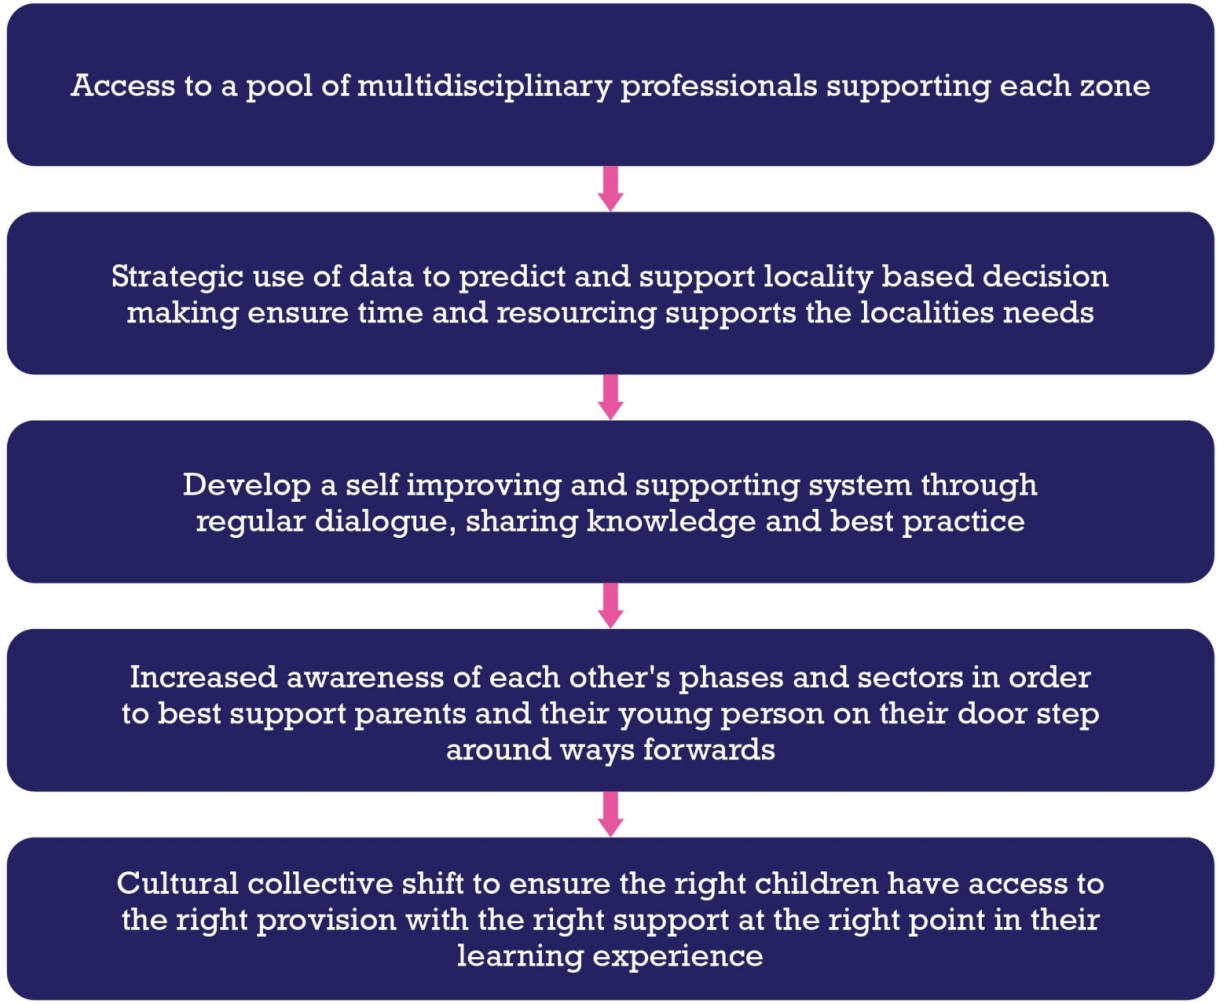 Access to a pool of multidisciplinary professionals supporting each zone
Strategic use of data to predict and support locality based decision
making ensure time and resourcing supports the localities needs
Develop a self improving and supporting system through
regular dialogue, sharing knowledge and best practice
Increased awareness of each other's phases and sectors in order
to best support parents and their young person on their door step
around ways forwards
Cultural collective shift to ensure the right children have access to
the right provision with the right support at the right point in their
learning experience